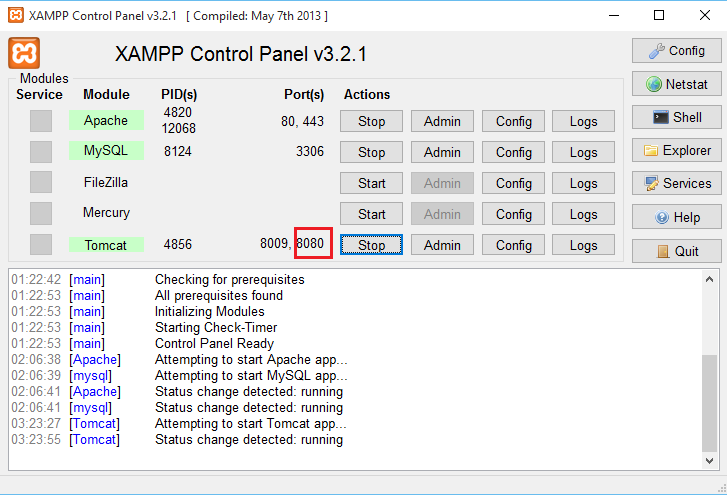 XAMPP Control Panel v3.2.1 [ Compiled: May 7th 2013 ]
XAMPP Control Panel v3.2.1
Config
Modules
Service Module PID(s) Port(s) Actions
Netstat
Apache 4820 12068 80, 443 Stop Admin Config Logs
Shell
MySQL 8124 3306 Stop Admin Config Logs
Explorer
FileZilla Start Admin Config Logs
Services
Mercury Start Admin Config Logs
Help
Tomcat 4856 8009, 8080 Stop Admin Config Logs
Quit
01:22:42 [main] Checking for prerequisites
01:22:53 [main] All prerequisites found
01:22:53 [main] Initializing Modules
01:22:53 [main] Starting Check-Timer
01:22:53 [main] Control Panel Ready
02:06:38 [Apache] Attempting to start Apache app...
02:06:39 [mysql] Attempting to start MySQL app...
02:06:41 [Apache] Status change detected: running
02:06:41 [mysql] Status change detected: running
03:23:27 [Tomcat] Attempting to start Tomcat app...
03:23:55 [Tomcat] Status change detected: running